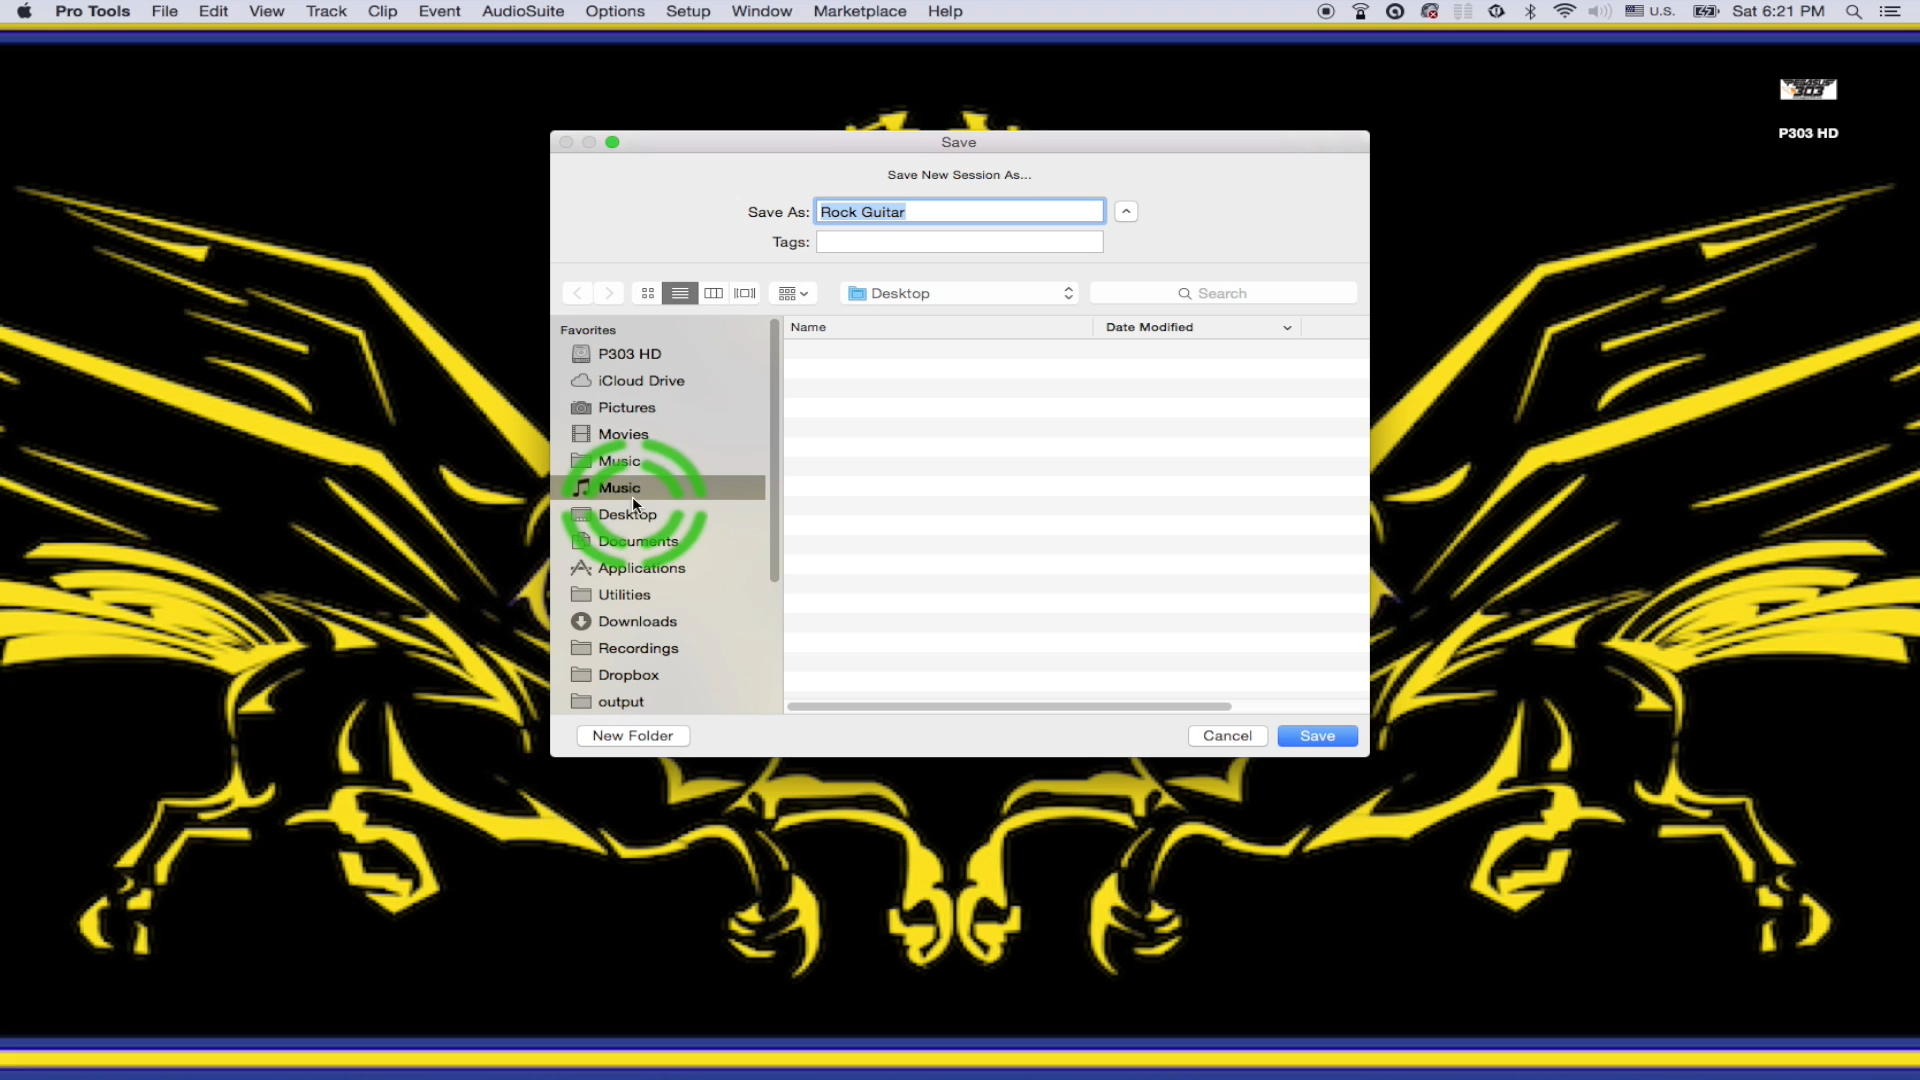 Pro Tools File Edit View Track Clip Event AudioSuite Options Setup Window Marketplace Help U.S. Sat 6:21 PM
P303 HD
Save
Save New Session As...
Save As: Rock Guitar
Tags:
Desktop Search
Favorites
Name Date Modified
P303 HD
iCloud Drive
Pictures
Movies
Music
Music
Desktop
Documents
Applications
Utilities
Downloads
Recordings
Dropbox
output
New Folder Cancel Save